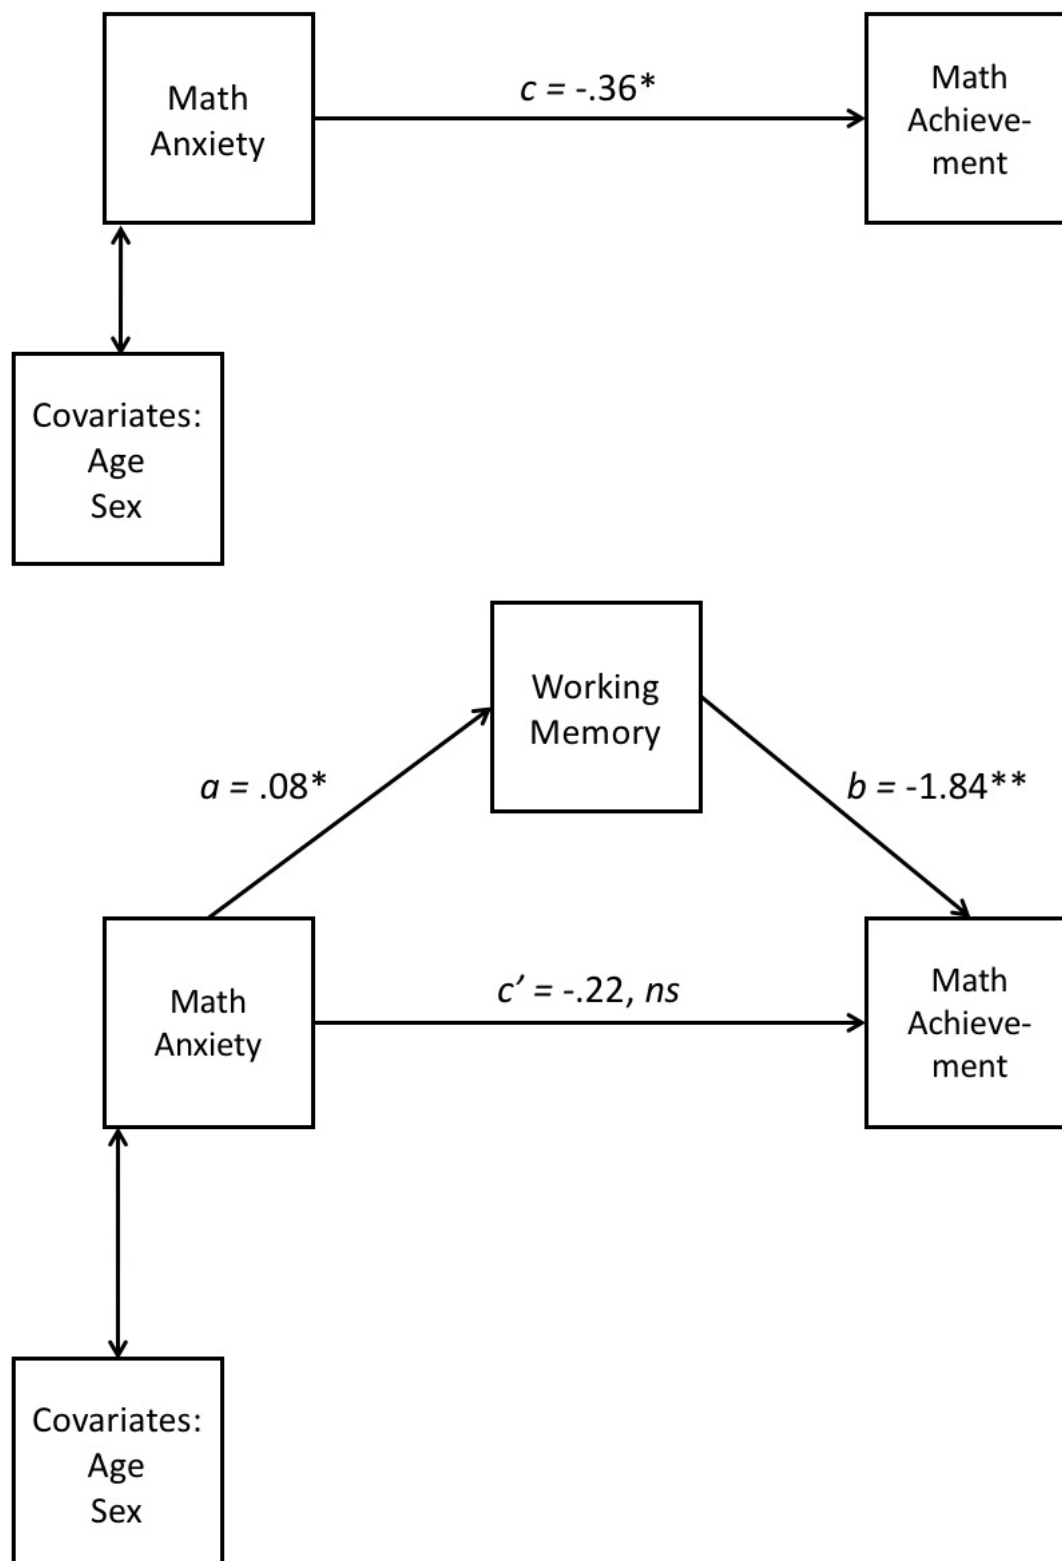 Math
Anxiety
c = -.36*
Math
Achieve-
ment
Covariates:
Age
Sex
Working
Memory
a = .08*
b = -1.84**
Math
Anxiety
c’ = -.22, ns
Math
Achieve-
ment
Covariates:
Age
Sex